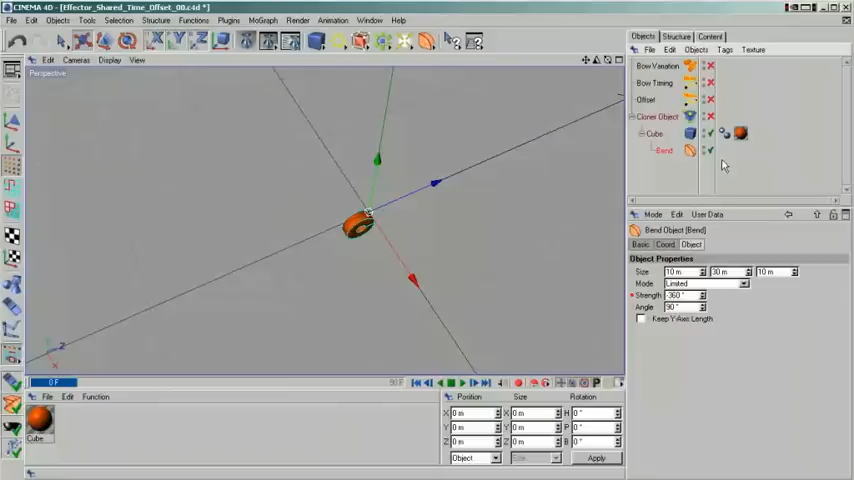 CINEMA 4D - [Effector_Shared_Time_Offset_00.c4d *]
File Edit Objects Tools Selection Structure Functions Plugins MoGraph Render Animation Window Help
Edit Cameras Display View
Perspective
Objects Structure Content
File Edit Objects Tags Texture
Bow Variation
Bow Timing
Offset
Cloner Object
Cube
Bend
Mode Edit User Data
Bend Object [Bend]
Basic Coord. Object
Object Properties
Size 10 m 30 m 10 m
Mode Limited
Strength -360 °
Angle 90 °
Keep Y-Axis Length
Z
X
0 F 90 F
File Edit Function
Cube
Position Size Rotation
X 0 m X 0 m H 0 °
Y 0 m Y 0 m P 0 °
Z 0 m Z 0 m B 0 °
Object Size Apply